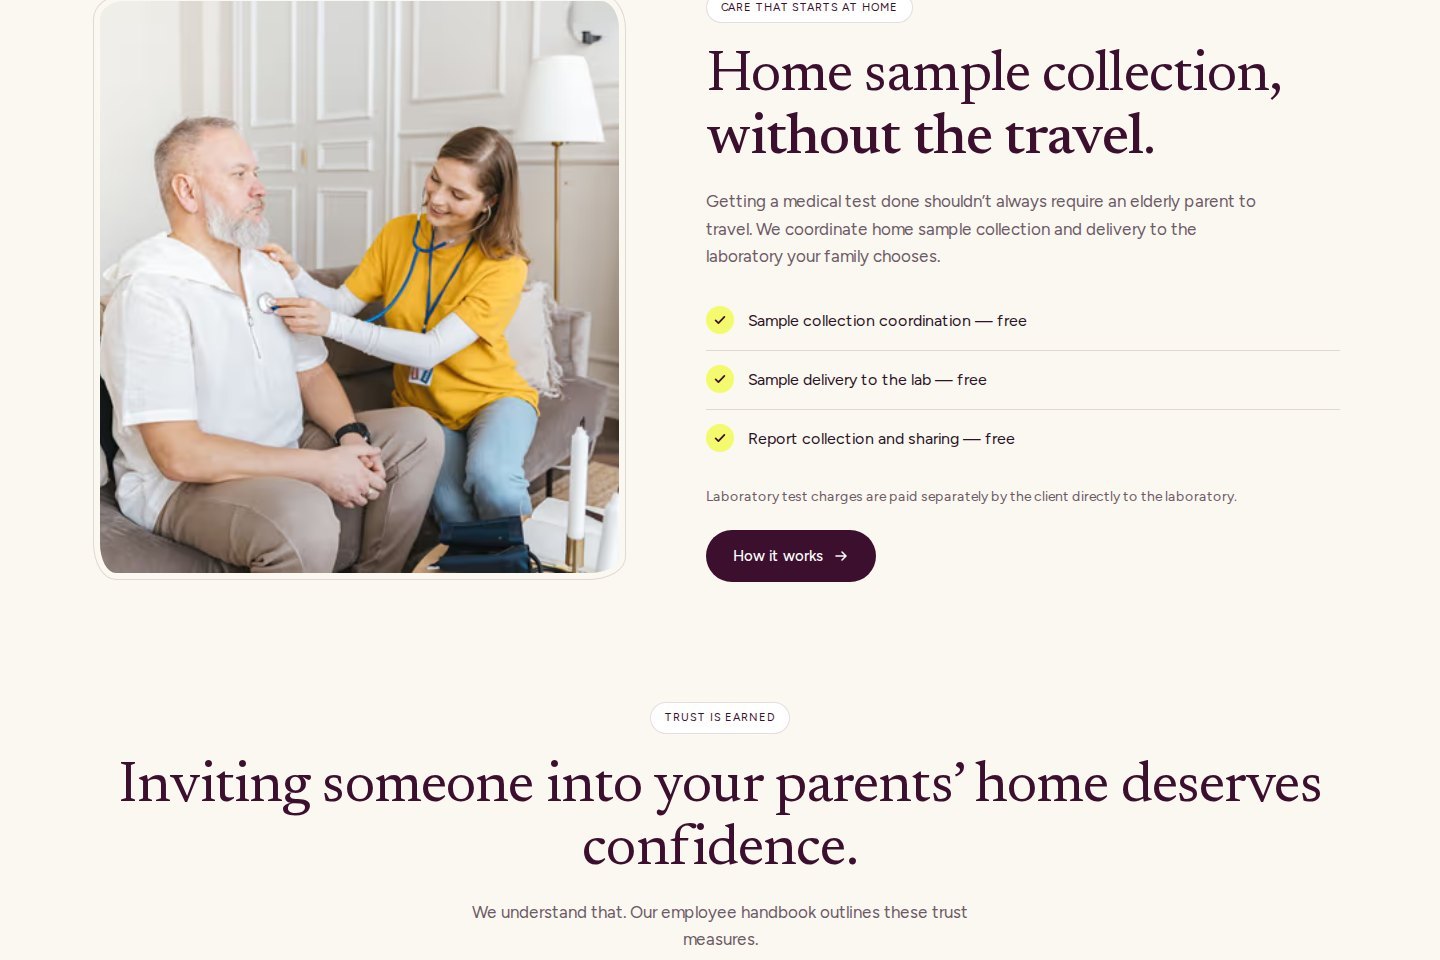 CARE THAT STARTS AT HOME
Home sample collection,
without the travel.
Getting a medical test done shouldn’t always require an elderly parent to
travel. We coordinate home sample collection and delivery to the
laboratory your family chooses.
Sample collection coordination — free
Sample delivery to the lab — free
Report collection and sharing — free
Laboratory test charges are paid separately by the client directly to the laboratory.
How it works →
TRUST IS EARNED
Inviting someone into your parents’ home deserves
confidence.
We understand that. Our employee handbook outlines these trust
measures.